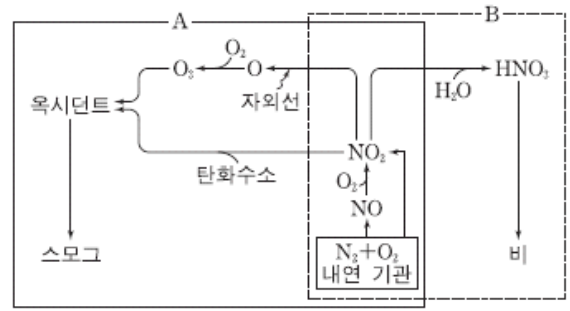 A
B
O₂
O₃
O
HNO₃
자외선
H₂O
옥시던트
NO₂
탄화수소
O₂
NO
스모그
N₂+O₂
내연 기관
비